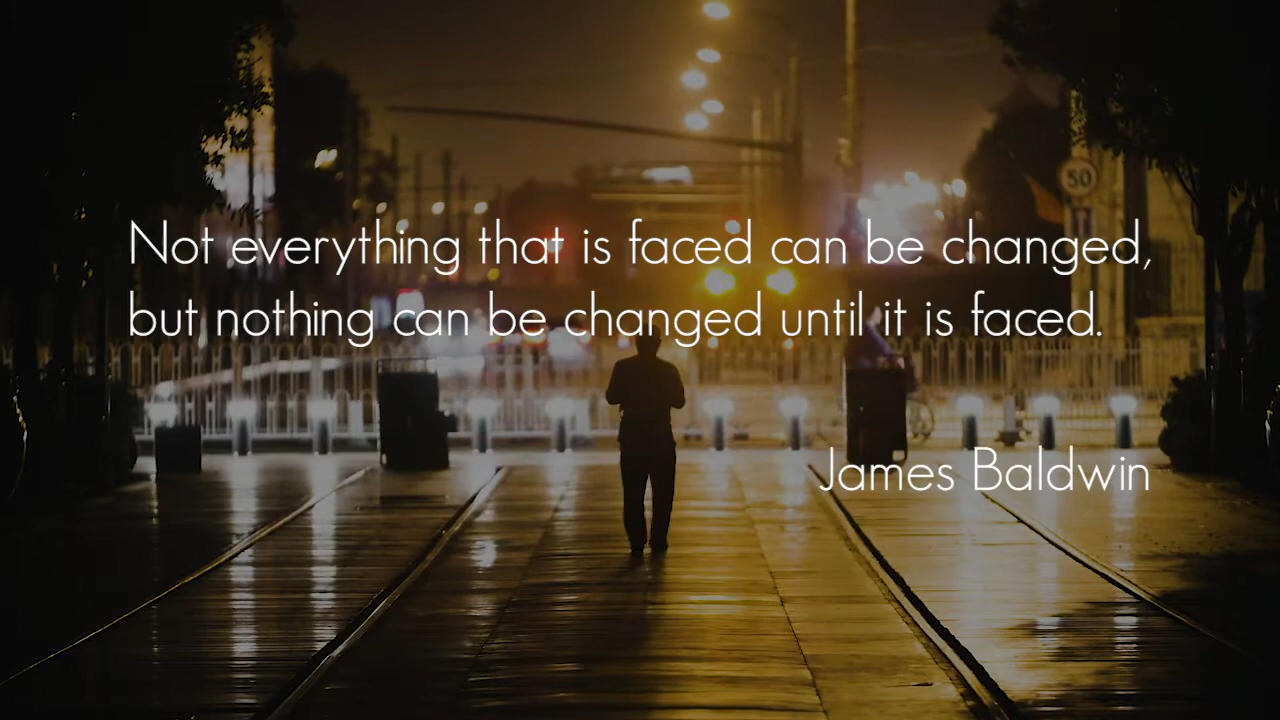 50
Not everything that is faced can be changed,
but nothing can be changed until it is faced.
James Baldwin